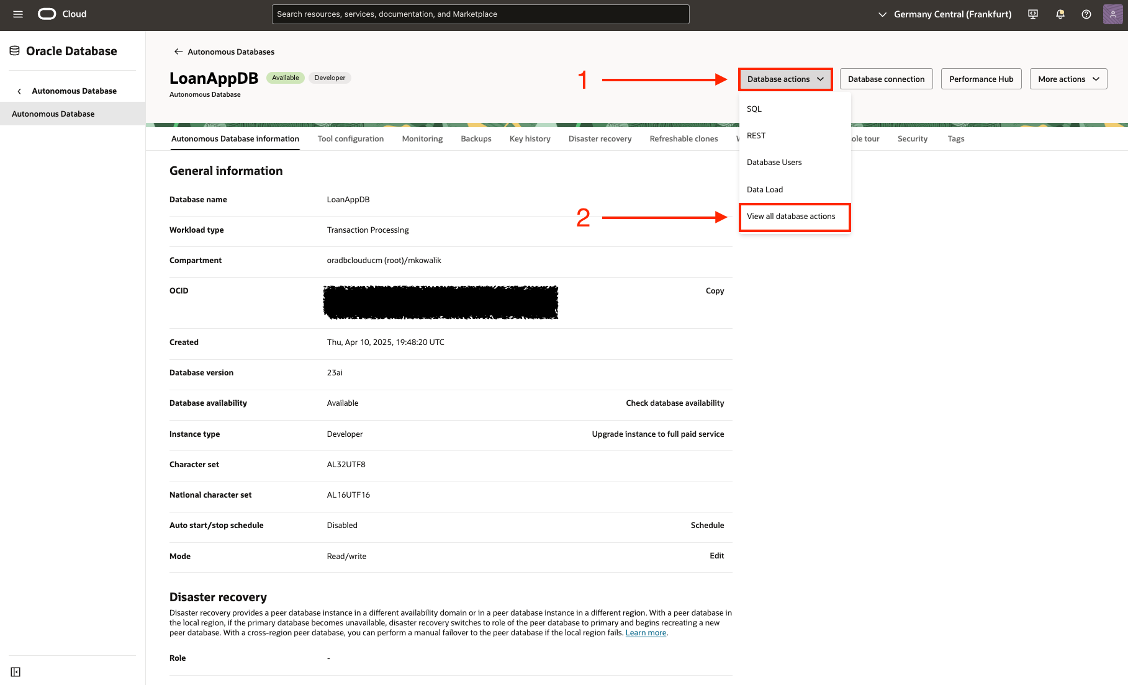 Cloud
Search resources, services, documentation, and Marketplace
Germany Central (Frankfurt)
Oracle Database
Autonomous Database
Autonomous Database
Autonomous Databases
LoanAppDB
Available
Developer
Autonomous Database
1
Database actions
Database connection
Performance Hub
More actions
SQL
REST
Database Users
Data Load
2
View all database actions
Autonomous Database information
Tool configuration
Monitoring
Backups
Key history
Disaster recovery
Refreshable clones
tour
Security
Tags
General information
Database name
LoanAppDB
Workload type
Transaction Processing
Compartment
oradbclouducm (root)/mkowalik
OCID
Copy
Created
Thu, Apr 10, 2025, 19:48:20 UTC
Database version
23ai
Database availability
Available
Check database availability
Instance type
Developer
Upgrade instance to full paid service
Character set
AL32UTF8
National character set
AL16UTF16
Auto start/stop schedule
Disabled
Schedule
Mode
Read/write
Edit
Disaster recovery
Disaster recovery provides a peer database instance in a different availability domain or in a peer database instance in a different region. With a peer database in
the local region, if the primary database becomes unavailable, disaster recovery switches to role of the peer database to primary and begins recreating a new
peer database. With a cross-region peer database, you can perform a manual failover to the peer database if the local region fails. Learn more.
Role
-